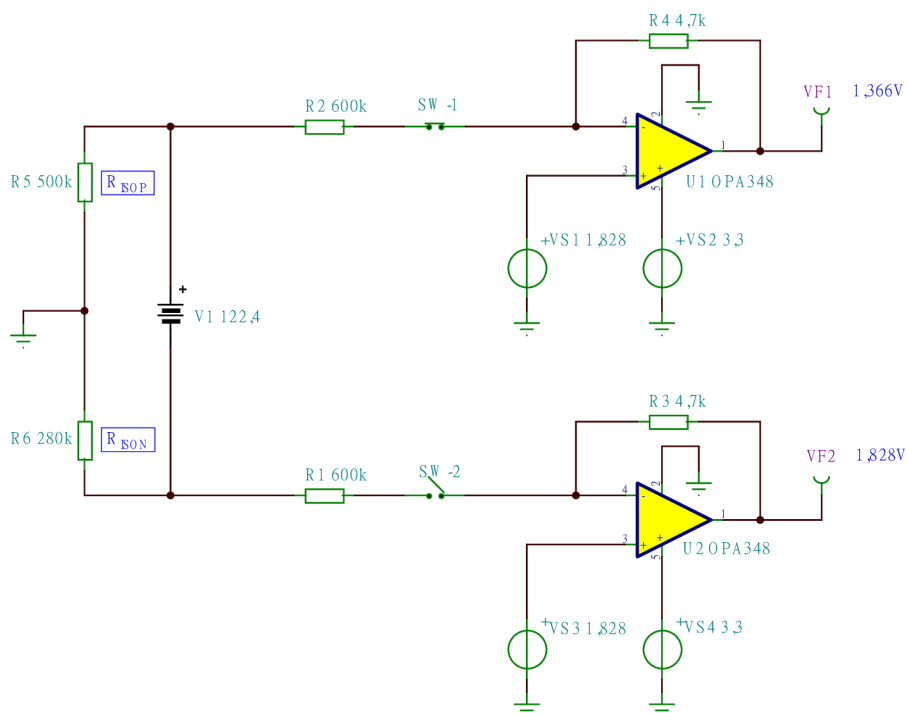 R4 4,7k
VF1 1,366V
R2 600k
SW -1
4
-
2
1
3
+
+
5
U1 OPA348
R5 500k
R ISOP
+
VS1 1,828
+
VS2 3,3
+
V1 122,4
R3 4,7k
R6 280k
R ISON
VF2 1,828V
R1 600k
SW -2
4
-
2
1
3
+
+
5
U2 OPA348
+
VS3 1,828
+
VS4 3,3